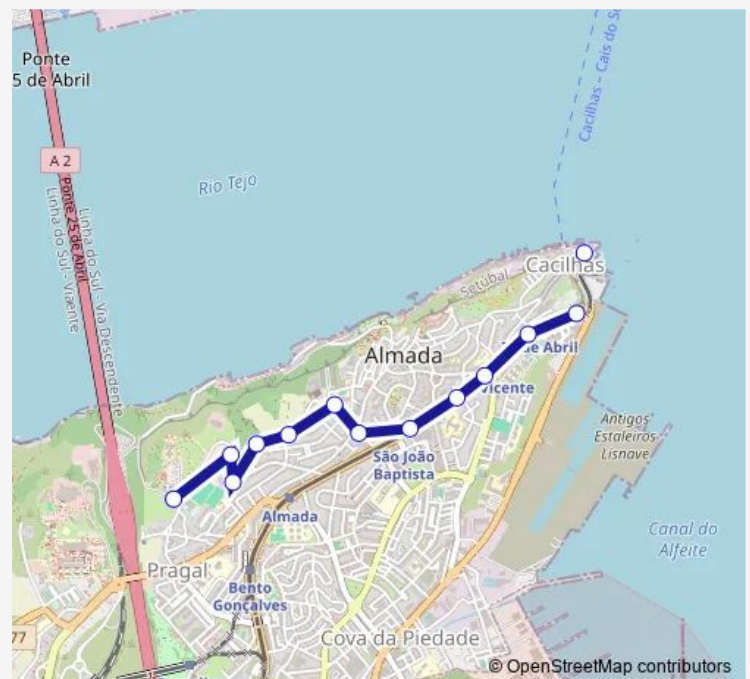 Ponte
5 de Abril
Cacilhas - Cais do So
A 2
Ponte 25 de Abril
Linha do Sul - Via Descendente
Linha do Sul - Viaente
Rio Tejo
Cacilhas
Setúbal
Almada
de Abril
Vicente
Antigos
Estaleiros
Lisnave
São João
Baptista
Almada
Canal do
Alfeite
Pragal
Bento
Gonçalves
77
Cova da Piedade
© OpenStreetMap contributors